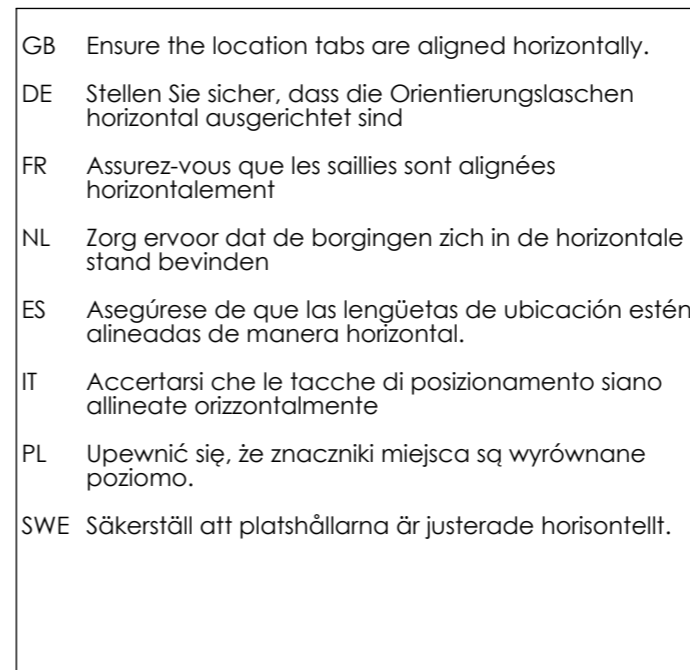 GB Ensure the location tabs are aligned horizontally.
DE Stellen Sie sicher, dass die Orientierungslaschen
horizontal ausgerichtet sind
FR Assurez-vous que les saillies sont alignées
horizontalement
NL Zorg ervoor dat de borgingen zich in de horizontale
stand bevinden
ES Asegúrese de que las lengüetas de ubicación estén
alineadas de manera horizontal.
IT Accertarsi che le tacche di posizionamento siano
allineate orizzontalmente
PL Upewnić się, że znaczniki miejsca są wyrównane
poziomo.
SWE Säkerställ att platshållarna är justerade horisontellt.